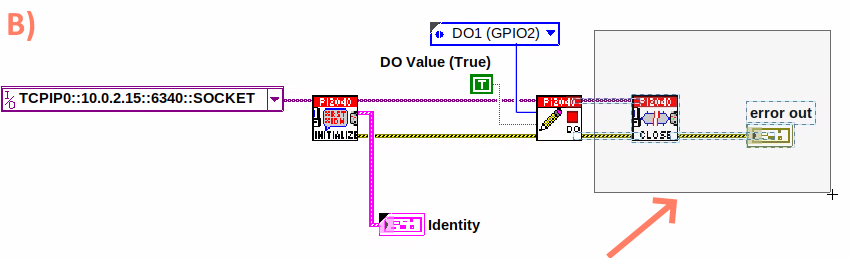 B)
DO1 (GPIO2)
DO Value (True)
T
I/O TCPIP0::10.0.2.15::6340::SOCKET
PI2040
FIRST
INITIALIZE
PI2040
DO
PI2040
CLOSE
error out
Identity